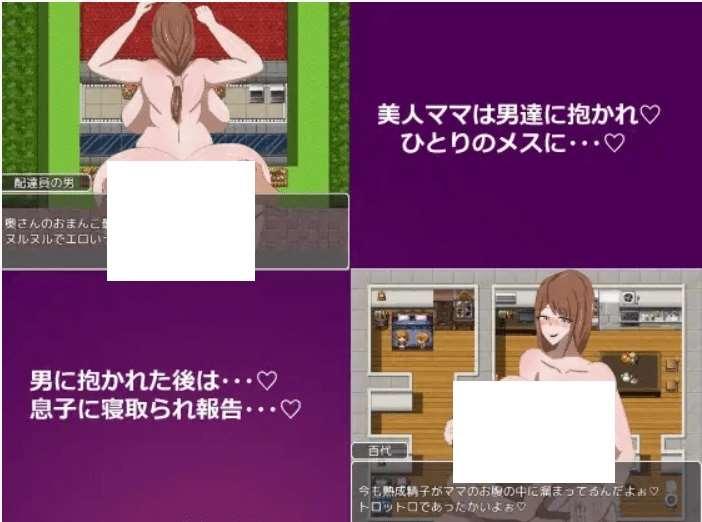 配達員の男
奥さんのおまんこ
ヌルヌルでエロい
美人ママは男達に抱かれ♡
ひとりのメスに･･･♡
男に抱かれた後は･･･♡
息子に寝取られ報告･･･♡
百代
今も熟成精子がママのお腹の中に溜まってるんだよぉ♡
トロットロであったかいよぉ♡